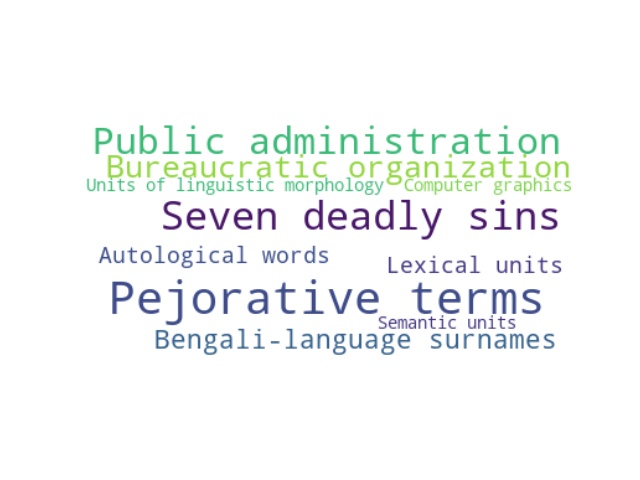 Public administration
Bureaucratic organization
Units of linguistic morphology
Computer graphics
Seven deadly sins
Autological words
Lexical units
Pejorative terms
Semantic units
Bengali-language surnames